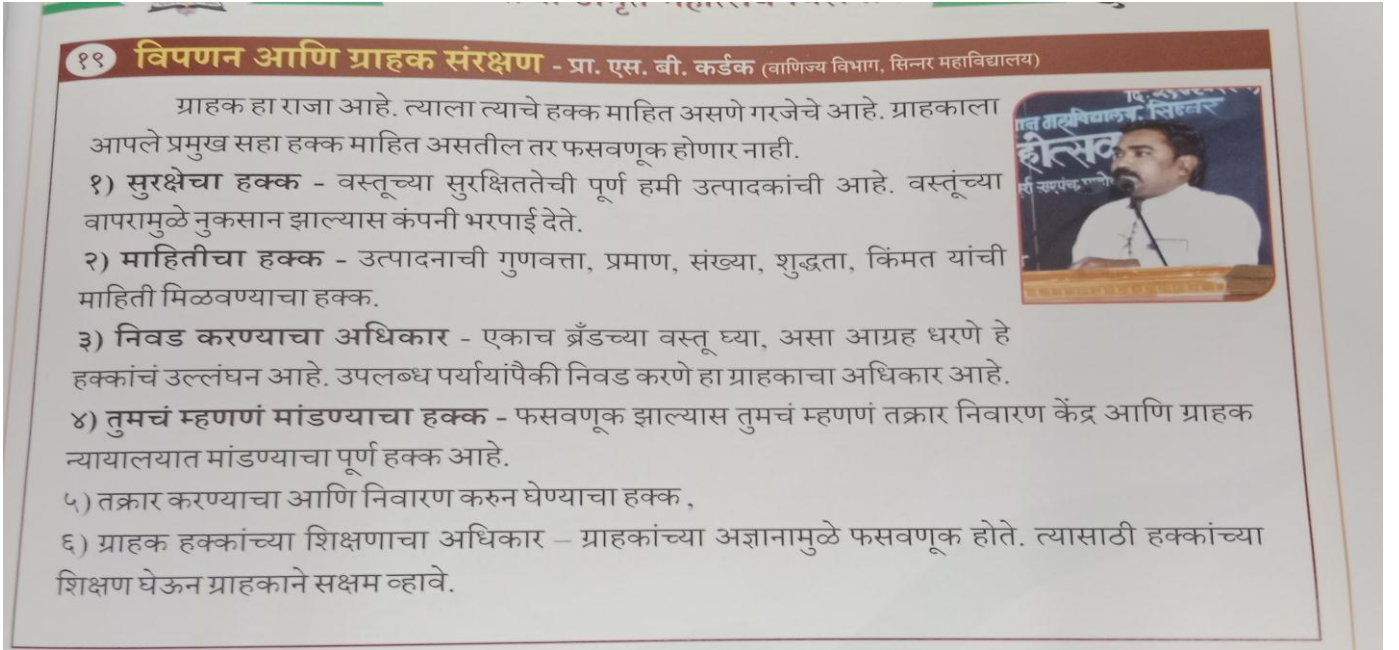 १९ विपणन आणि ग्राहक संरक्षण - प्रा. एस. बी. कर्डक (वाणिज्य विभाग, सिन्नर महाविद्यालय)
ग्राहक हा राजा आहे. त्याला त्याचे हक्क माहित असणे गरजेचे आहे. ग्राहकाला
आपले प्रमुख सहा हक्क माहित असतील तर फसवणूक होणार नाही.
१) सुरक्षेचा हक्क - वस्तूच्या सुरक्षिततेची पूर्ण हमी उत्पादकांची आहे. वस्तूंच्या
वापरामुळे नुकसान झाल्यास कंपनी भरपाई देते.
२) माहितीचा हक्क - उत्पादनाची गुणवत्ता, प्रमाण, संख्या, शुद्धता, किंमत यांची
माहिती मिळवण्याचा हक्क.
३) निवड करण्याचा अधिकार - एकाच ब्रँडच्या वस्तू घ्या, असा आग्रह धरणे हे
हक्कांचं उल्लंघन आहे. उपलब्ध पर्यायांपैकी निवड करणे हा ग्राहकाचा अधिकार आहे.
४) तुमचं म्हणणं मांडण्याचा हक्क - फसवणूक झाल्यास तुमचं म्हणणं तक्रार निवारण केंद्र आणि ग्राहक
न्यायालयात मांडण्याचा पूर्ण हक्क आहे.
५) तक्रार करण्याचा आणि निवारण करुन घेण्याचा हक्क,
६) ग्राहक हक्कांच्या शिक्षणाचा अधिकार – ग्राहकांच्या अज्ञानामुळे फसवणूक होते. त्यासाठी हक्कांच्या
शिक्षण घेऊन ग्राहकाने सक्षम व्हावे.
सिन्नर